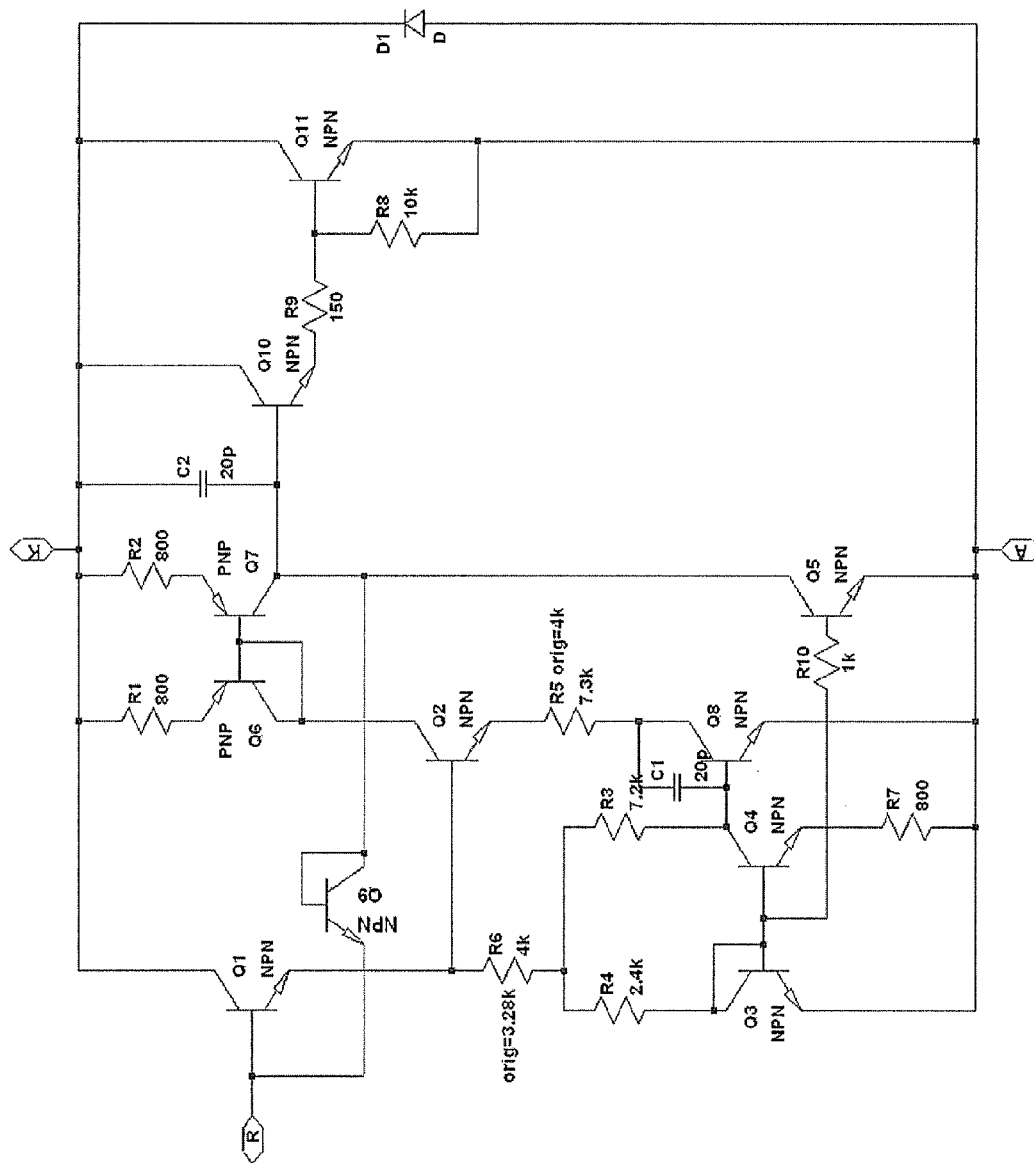 K
D1
D
Q11
NPN
R8
10k
R9
150
Q10
NPN
C2
20p
R2
800
PNP
Q7
R1
800
PNP
Q6
Q5
NPN
R10
1k
Q2
NPN
R5 orig=4k
7.3k
Q8
NPN
C1
20p
R3
7.2k
Q4
NPN
R7
800
Q9
NPN
Q1
NPN
R6
4k
orig=3.28k
R4
2.4k
Q3
NPN
R
A